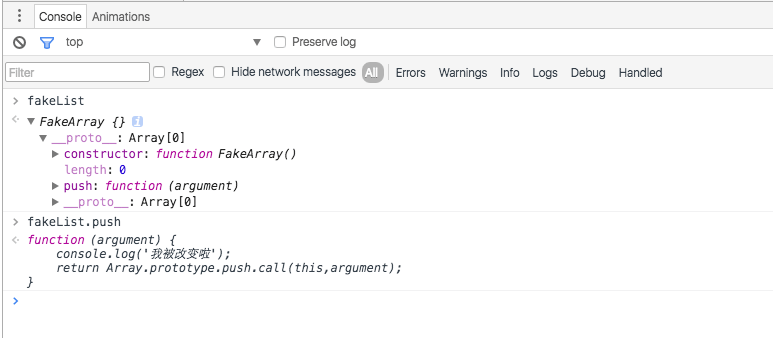 Console Animations
top Preserve log
Filter Regex Hide network messages All Errors Warnings Info Logs Debug Handled
> fakeList
FakeArray {} i
__proto__: Array[0]
constructor: function FakeArray()
length: 0
push: function (argument)
__proto__: Array[0]
> fakeList.push
function (argument) {
console.log('我被改变啦');
return Array.prototype.push.call(this,argument);
}
>